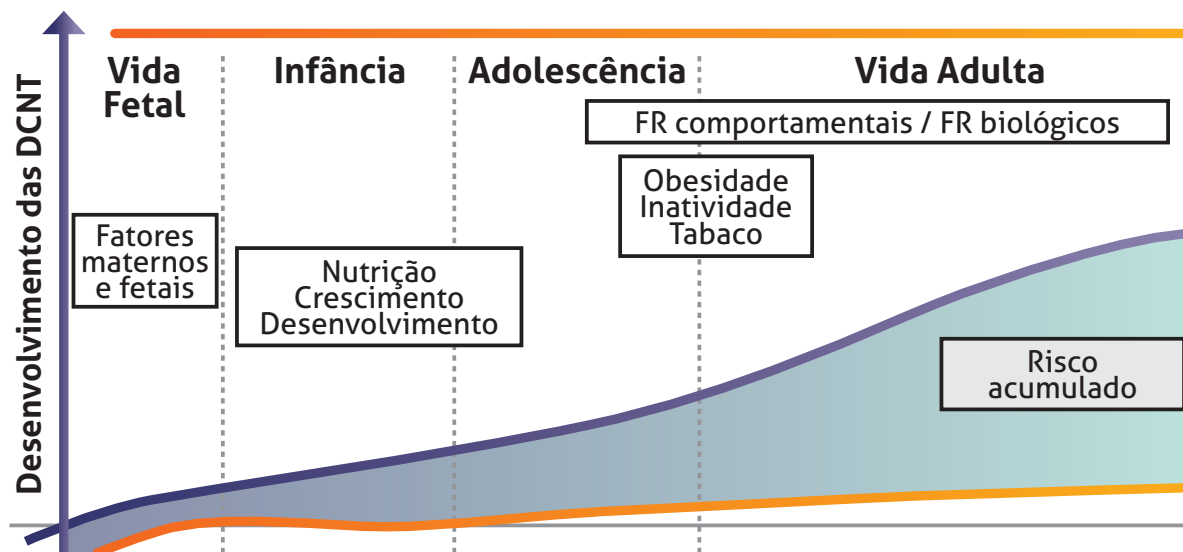 Desenvolvimento das DCNT
Vida
Fetal
Infância
Adolescência
Vida Adulta
FR comportamentais / FR biológicos
Obesidade
Inatividade
Tabaco
Fatores
maternos
e fetais
Nutrição
Crescimento
Desenvolvimento
Risco
acumulado